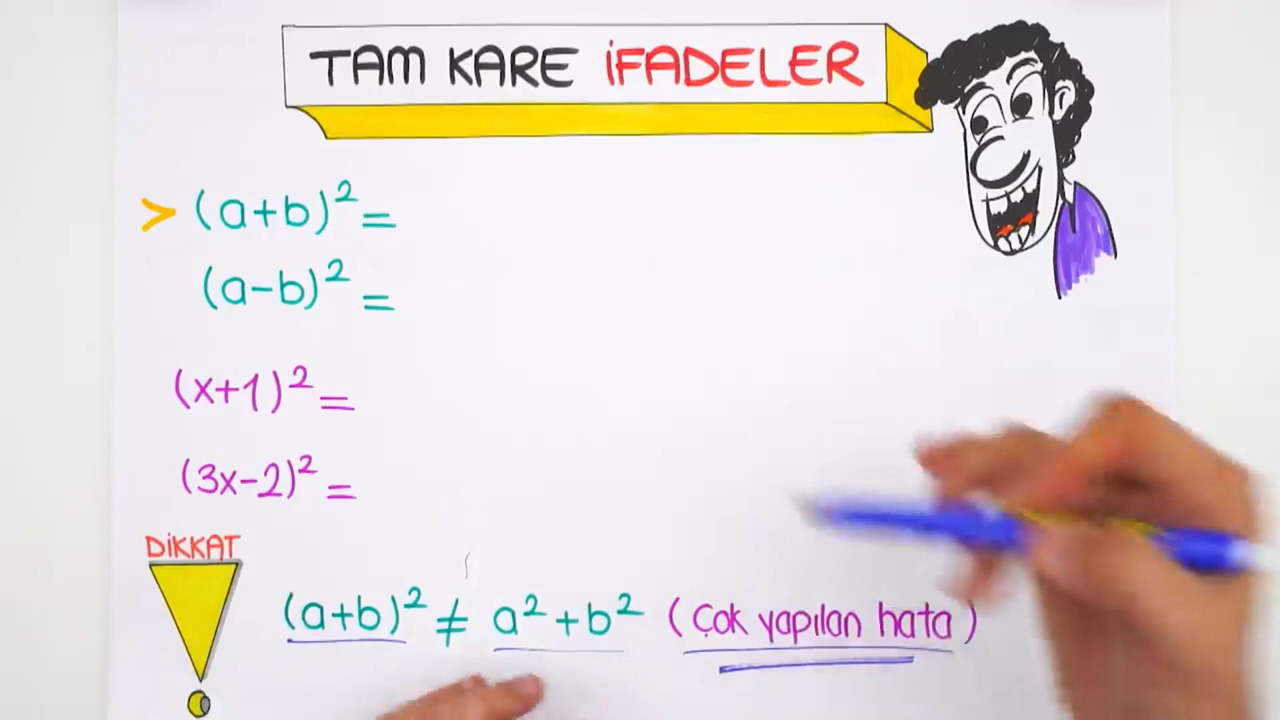 TAM KARE İFADELER
> (a+b)² =
(a-b)² =
(x+1)² =
(3x-2)² =
DİKKAT
(a+b)² ≠ a² + b² (Çok yapılan hata)